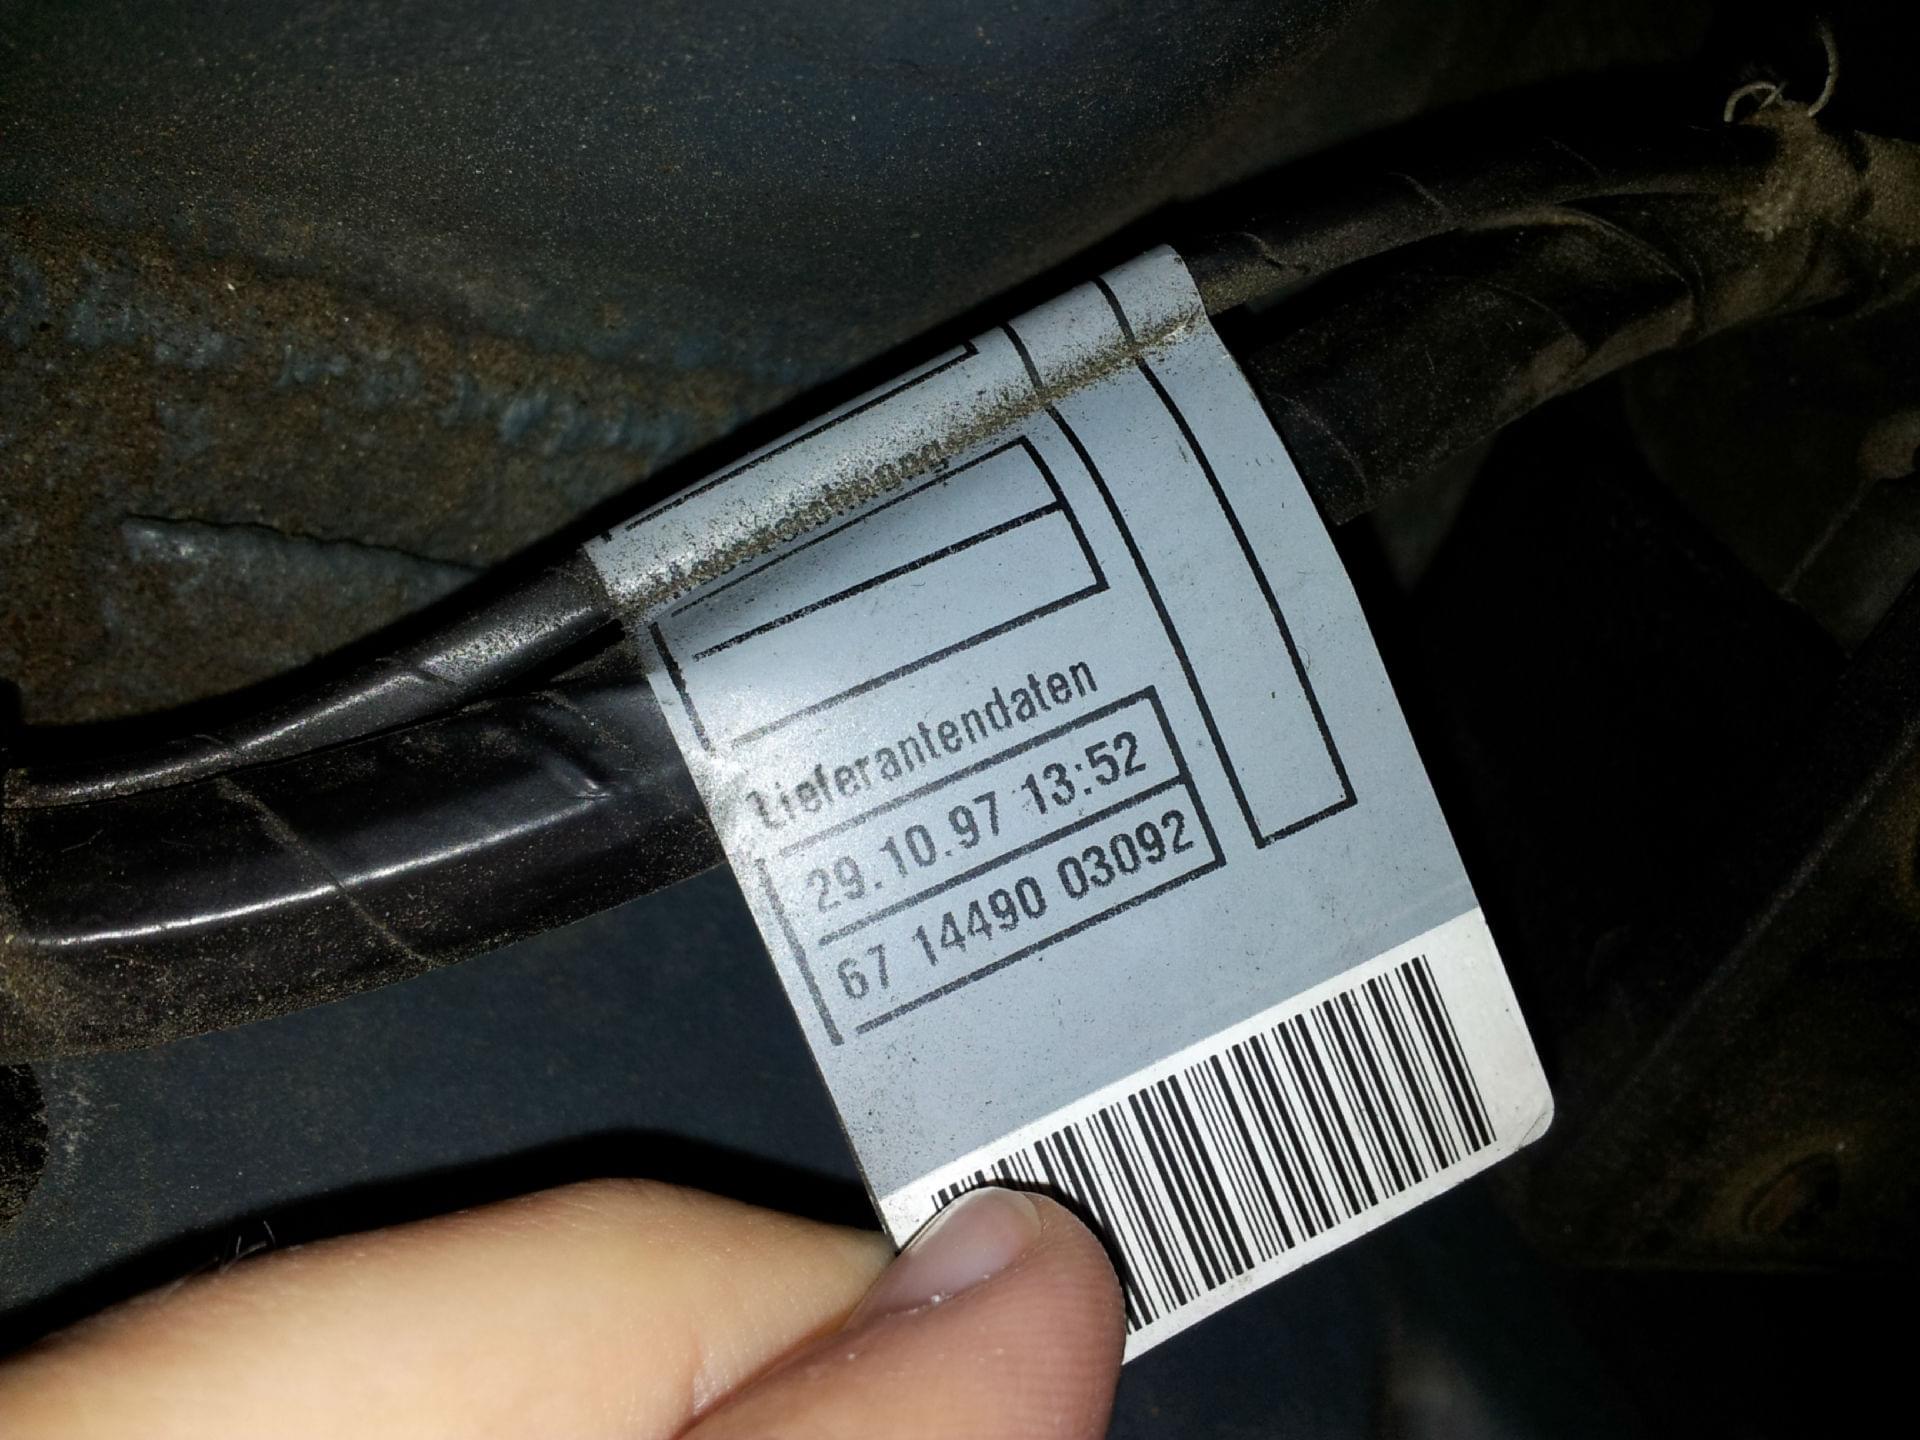 Lieferantendaten
29.10.97 13:52
67 14490 03092